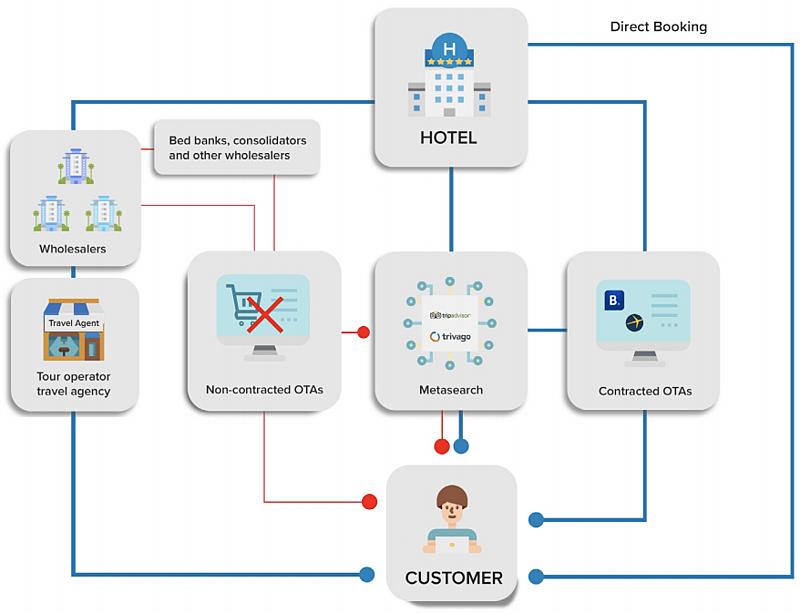 Direct Booking
H
HOTEL
Bed banks, consolidators
and other wholesalers
Wholesalers
Travel Agent
Tour operator
travel agency
Non-contracted OTAs
tripadvisor
trivago
Metasearch
B.
Contracted OTAs
CUSTOMER